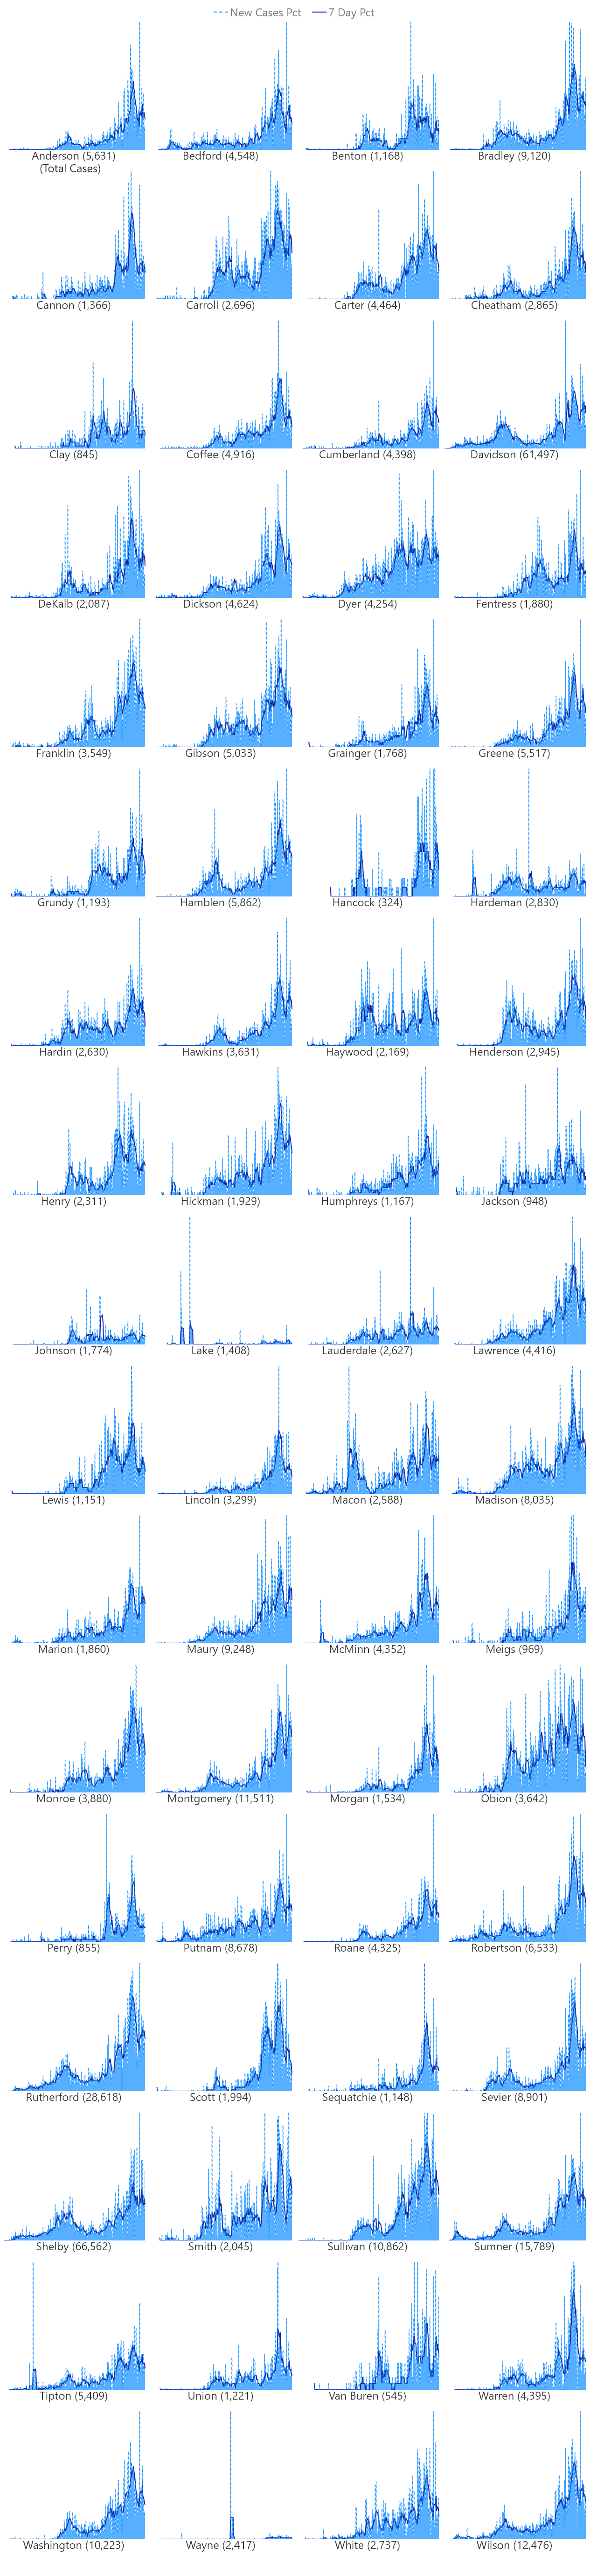 New Cases Pct 7 Day Pct
Anderson (5,631) Bedford (4,548) Benton (1,168) Bradley (9,120)
(Total Cases)
Cannon (1,366) Carroll (2,696) Carter (4,464) Cheatham (2,865)
Clay (845) Coffee (4,916) Cumberland (4,398) Davidson (61,497)
DeKalb (2,087) Dickson (4,624) Dyer (4,254) Fentress (1,880)
Franklin (3,549) Gibson (5,033) Grainger (1,768) Greene (5,517)
Grundy (1,193) Hamblen (5,862) Hancock (324) Hardeman (2,830)
Hardin (2,630) Hawkins (3,631) Haywood (2,169) Henderson (2,945)
Henry (2,311) Hickman (1,929) Humphreys (1,167) Jackson (948)
Johnson (1,774) Lake (1,408) Lauderdale (2,627) Lawrence (4,416)
Lewis (1,151) Lincoln (3,299) Macon (2,588) Madison (8,035)
Marion (1,860) Maury (9,248) McMinn (4,352) Meigs (969)
Monroe (3,880) Montgomery (11,511) Morgan (1,534) Obion (3,642)
Perry (855) Putnam (8,678) Roane (4,325) Robertson (6,533)
Rutherford (28,618) Scott (1,994) Sequatchie (1,148) Sevier (8,901)
Shelby (66,562) Smith (2,045) Sullivan (10,862) Sumner (15,789)
Tipton (5,409) Union (1,221) Van Buren (545) Warren (4,395)
Washington (10,223) Wayne (2,417) White (2,737) Wilson (12,476)